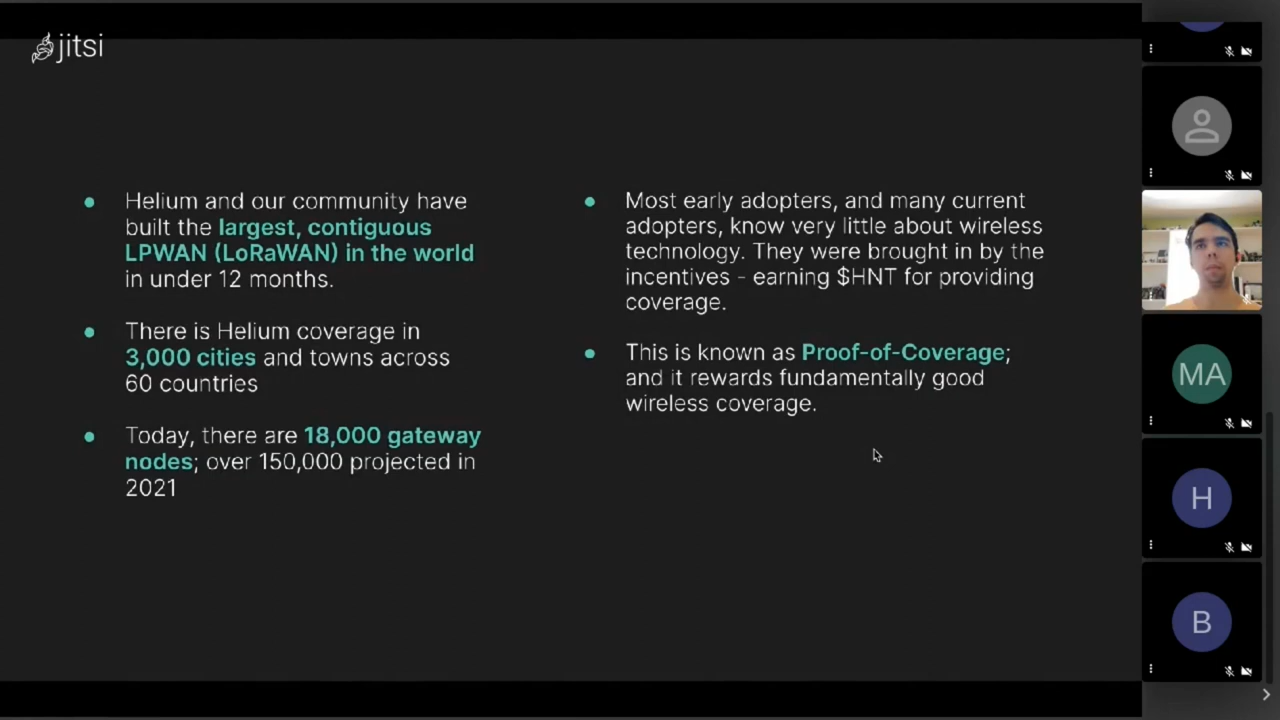 jitsi
Helium and our community have
built the largest, contiguous
LPWAN (LoRaWAN) in the world
in under 12 months.
There is Helium coverage in
3,000 cities and towns across
60 countries
Today, there are 18,000 gateway
nodes; over 150,000 projected in
2021
Most early adopters, and many current
adopters, know very little about wireless
technology. They were brought in by the
incentives - earning $HNT for providing
coverage.
This is known as Proof-of-Coverage;
and it rewards fundamentally good
wireless coverage.
MA
H
B